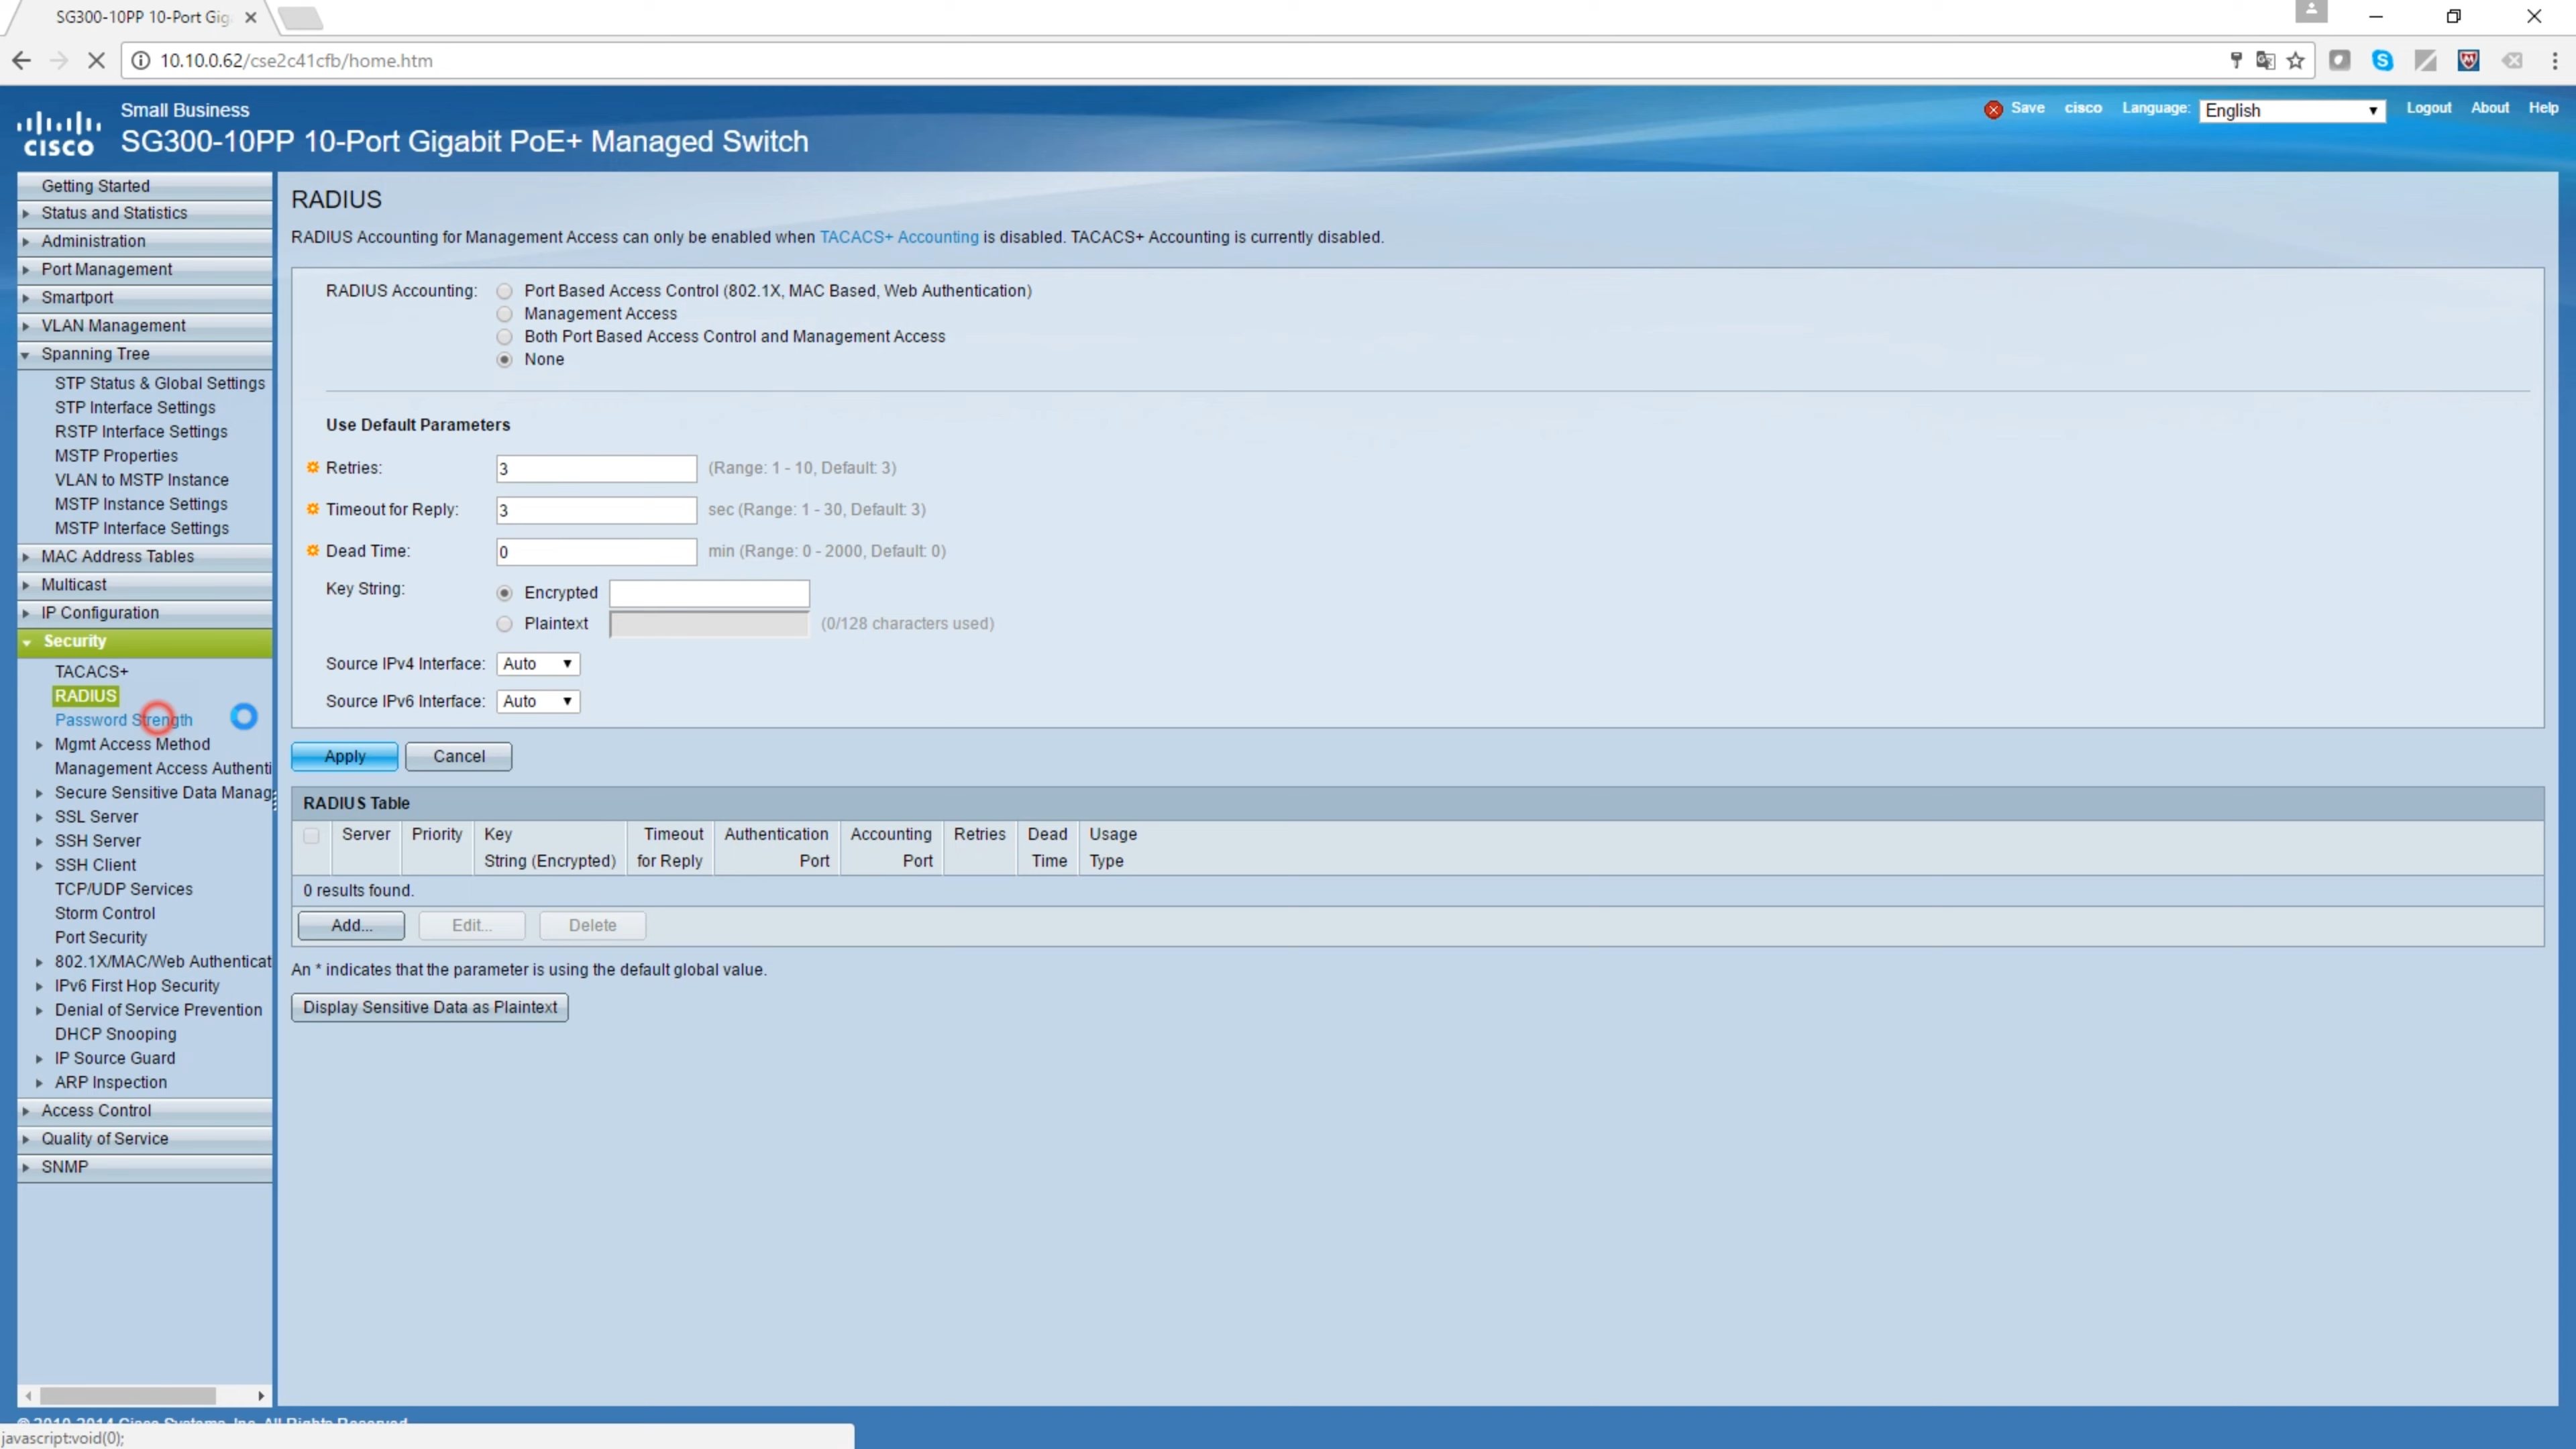 SG300-10PP 10-Port Gig
10.10.0.62/cse2c41cfb/home.htm
Small Business
CISCO
SG300-10PP 10-Port Gigabit PoE+ Managed Switch
Save cisco Language: English Logout About Help
Getting Started
Status and Statistics
Administration
Port Management
Smartport
VLAN Management
Spanning Tree
STP Status & Global Settings
STP Interface Settings
RSTP Interface Settings
MSTP Properties
VLAN to MSTP Instance
MSTP Instance Settings
MSTP Interface Settings
MAC Address Tables
Multicast
IP Configuration
Security
TACACS+
RADIUS
Password Strength
Mgmt Access Method
Management Access Authenti
Secure Sensitive Data Manag
SSL Server
SSH Server
SSH Client
TCP/UDP Services
Storm Control
Port Security
802.1X/MAC/Web Authenticat
IPv6 First Hop Security
Denial of Service Prevention
DHCP Snooping
IP Source Guard
ARP Inspection
Access Control
Quality of Service
SNMP
RADIUS
RADIUS Accounting for Management Access can only be enabled when TACACS+ Accounting is disabled. TACACS+ Accounting is currently disabled.
RADIUS Accounting: Port Based Access Control (802.1X, MAC Based, Web Authentication)
Management Access
Both Port Based Access Control and Management Access
None
Use Default Parameters
Retries: 3 (Range: 1 - 10, Default: 3)
Timeout for Reply: 3 sec (Range: 1 - 30, Default: 3)
Dead Time: 0 min (Range: 0 - 2000, Default: 0)
Key String: Encrypted
Plaintext (0/128 characters used)
Source IPv4 Interface: Auto
Source IPv6 Interface: Auto
Apply Cancel
RADIUS Table
Server Priority Key Timeout Authentication Accounting Retries Dead Usage
String (Encrypted) for Reply Port Port Time Type
0 results found.
Add... Edit... Delete
An * indicates that the parameter is using the default global value.
Display Sensitive Data as Plaintext
© 2010-2014 Cisco Systems, Inc. All Rights Reserved.
javascript:void(0);